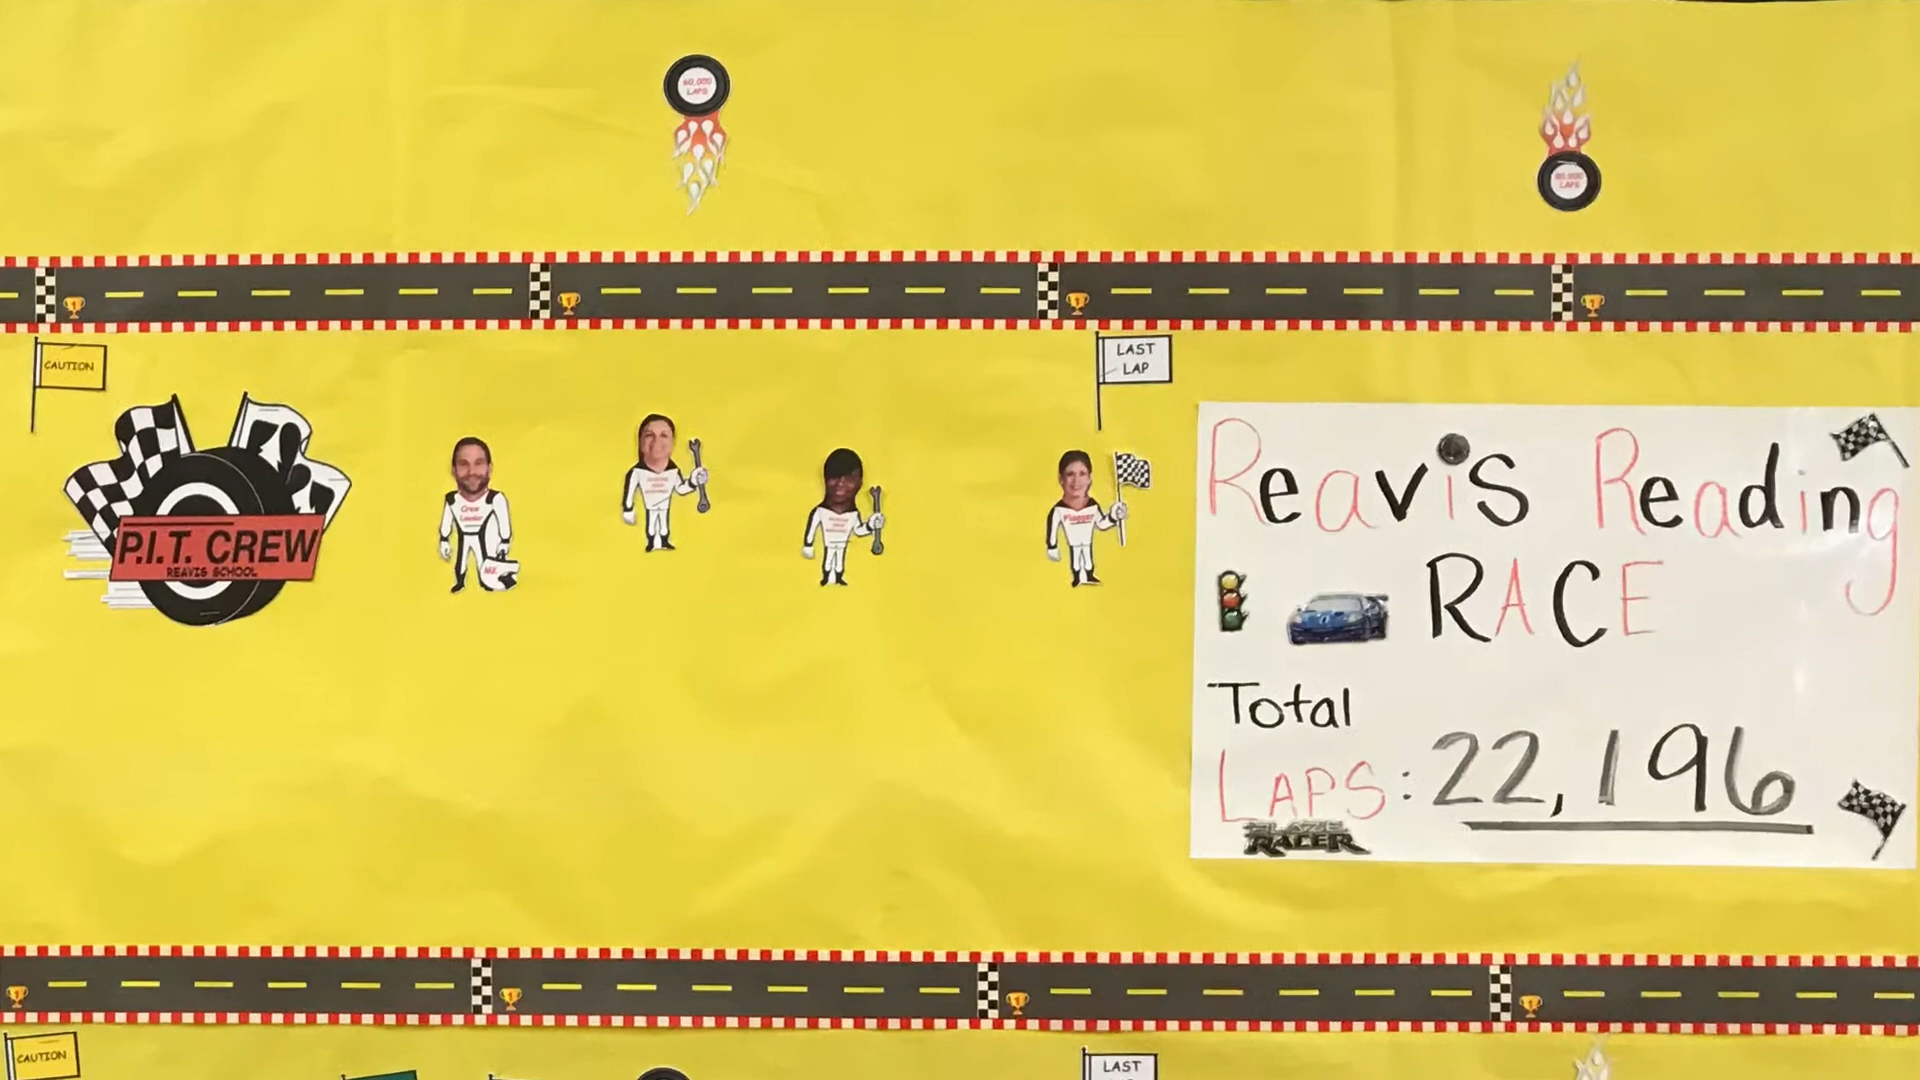 60,000
LAPS
80,000
LAPS
CAUTION
LAST
LAP
P.I.T. CREW
REAVIS SCHOOL
Crew
Leader
Flagger
Reavis Reading
RACE
Total
LAPS: 22,196
BLAZE
RACER
CAUTION
LAST